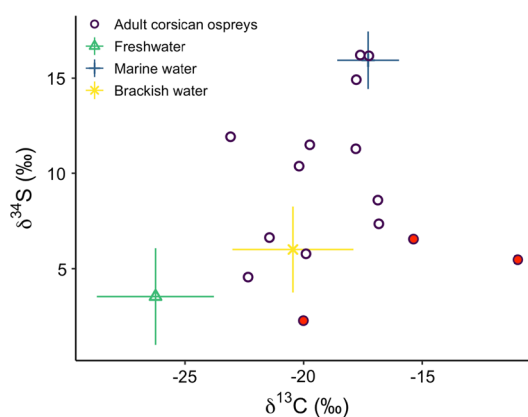 Adult corsican ospreys
Freshwater
Marine water
Brackish water
15
10
5
δ³⁴S (‰)
-25 -20 -15
δ¹³C (‰)